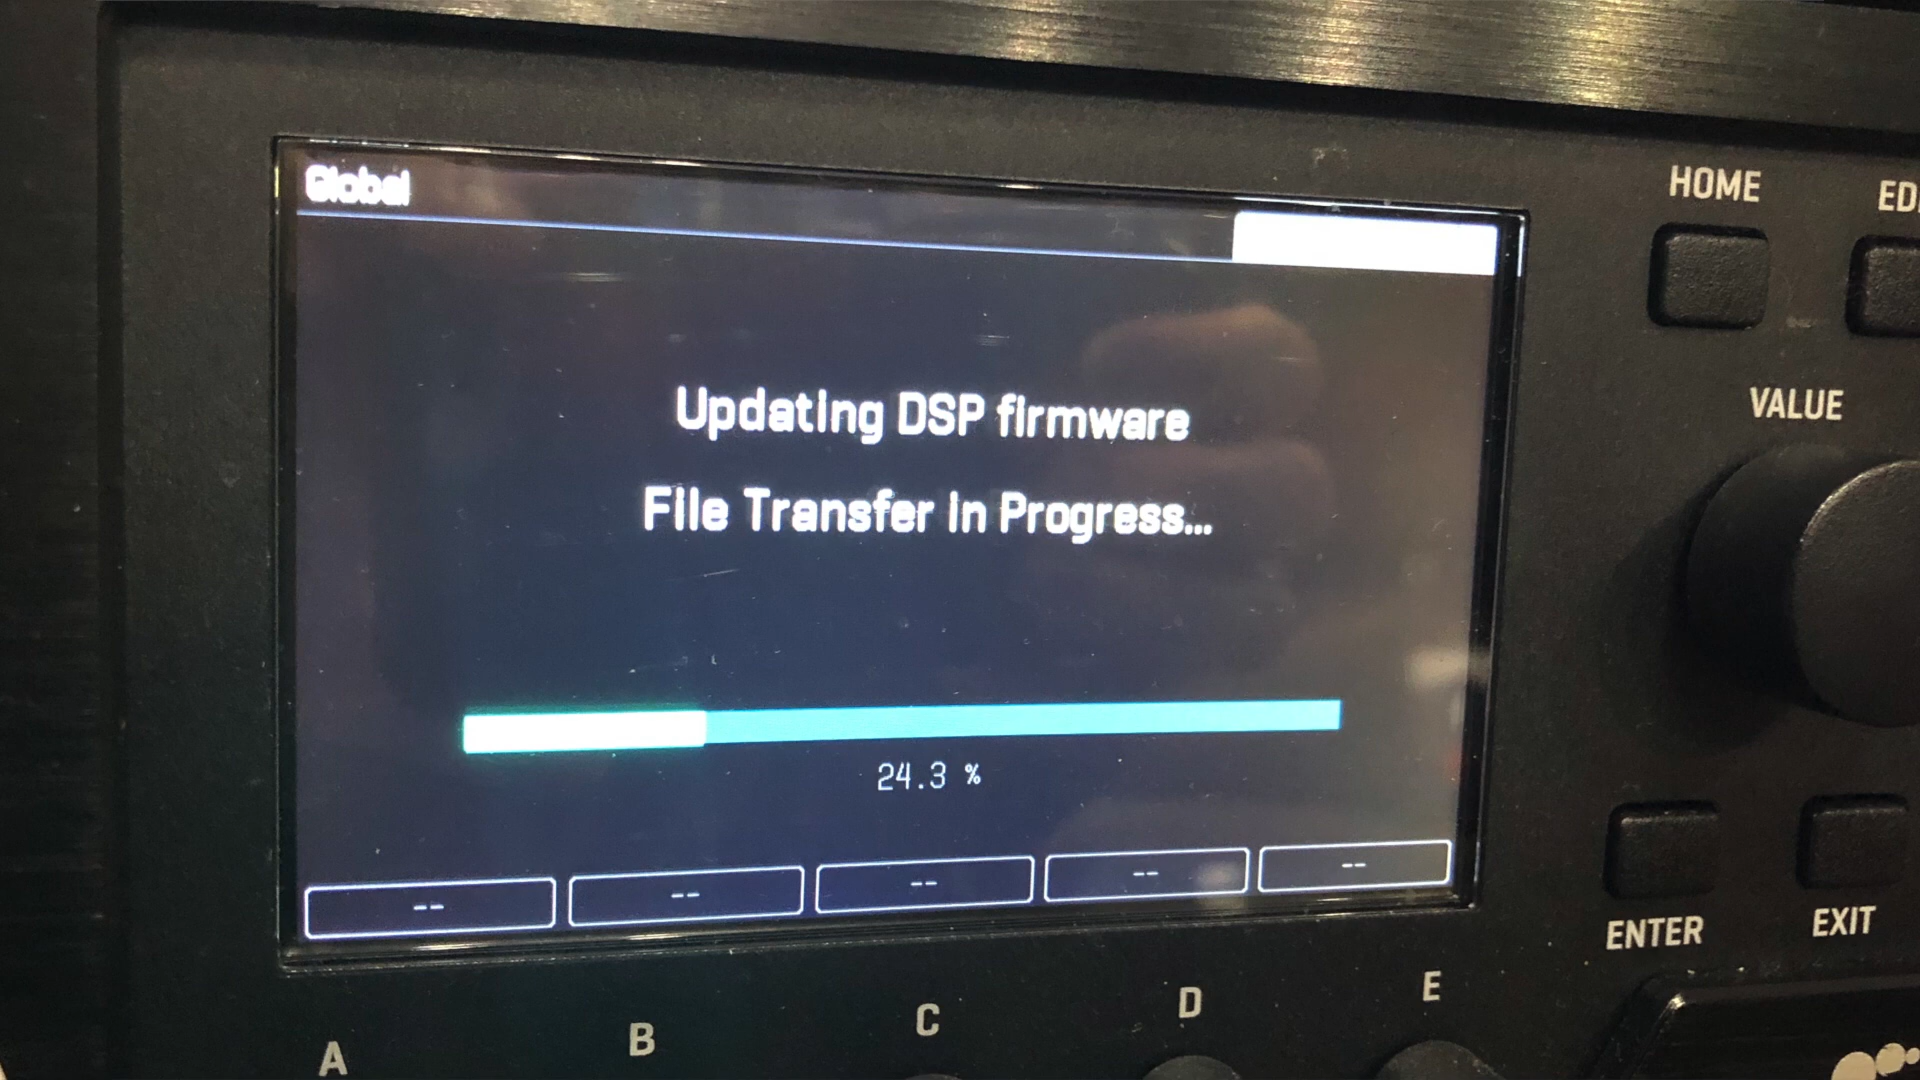 Global
HOME
Updating DSP firmware
File Transfer in Progress...
VALUE
24.3 %
--
--
--
--
--
ENTER
EXIT
A
B
C
D
E